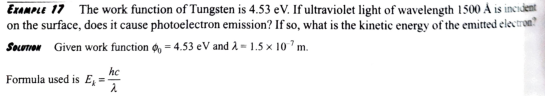 EXAMPLE 17 The work function of Tungsten is 4.53 eV. If ultraviolet light of wavelength 1500 Å is incident
on the surface, does it cause photoelectron emission? If so, what is the kinetic energy of the emitted electron?
SOLUTION Given work function ϕ₀ = 4.53 eV and λ = 1.5 × 10⁻⁷ m.
Formula used is Eₖ = hc/λ